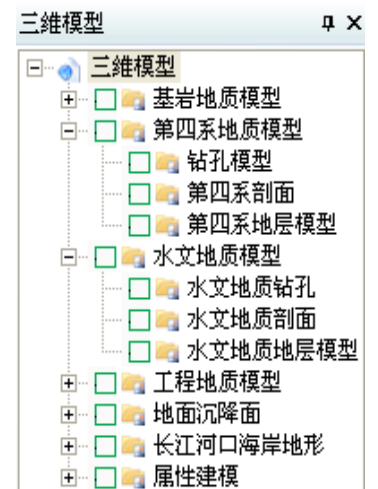 三维模型
三维模型
基岩地质模型
第四系地质模型
钻孔模型
第四系剖面
第四系地层模型
水文地质模型
水文地质钻孔
水文地质剖面
水文地质地层模型
工程地质模型
地面沉降面
长江河口海岸地形
属性建模